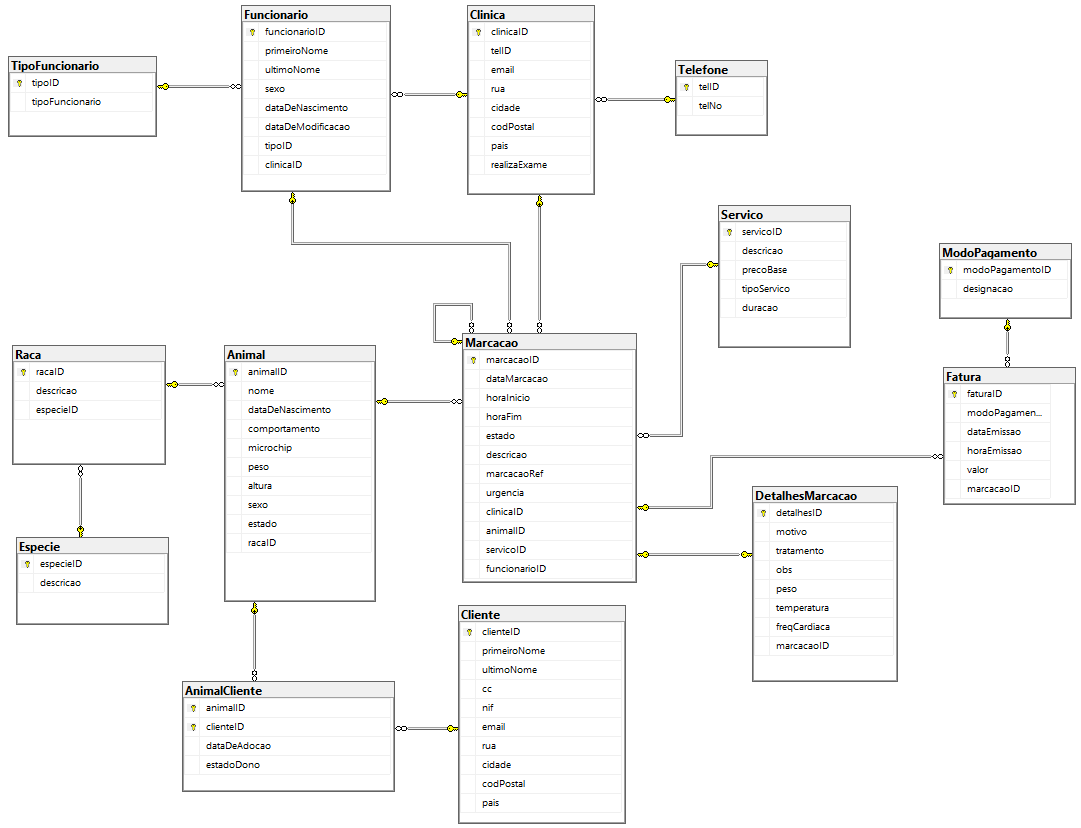 Funcionario
funcionarioID
primeiroNome
ultimoNome
sexo
dataDeNascimento
dataDeModificacao
tipoID
clinicaID
Clinica
clinicaID
telID
email
rua
cidade
codPostal
pais
realizaExame
TipoFuncionario
tipoID
tipoFuncionario
Telefone
telID
telNo
Servico
servicoID
descricao
precoBase
tipoServico
duracao
ModoPagamento
modoPagamentoID
designacao
Marcacao
marcacaoID
dataMarcacao
horaInicio
horaFim
estado
descricao
marcacaoRef
urgencia
clinicaID
animalID
servicoID
funcionarioID
Raca
racaID
descricao
especieID
Animal
animalID
nome
dataDeNascimento
comportamento
microchip
peso
altura
sexo
estado
racaID
Fatura
faturaID
modoPagamen...
dataEmissao
horaEmissao
valor
marcacaoID
DetalhesMarcacao
detalhesID
motivo
tratamento
obs
peso
temperatura
freqCardiaca
marcacaoID
Especie
especieID
descricao
Cliente
clienteID
primeiroNome
ultimoNome
cc
nif
email
rua
cidade
codPostal
pais
AnimalCliente
animalID
clienteID
dataDeAdocao
estadoDono